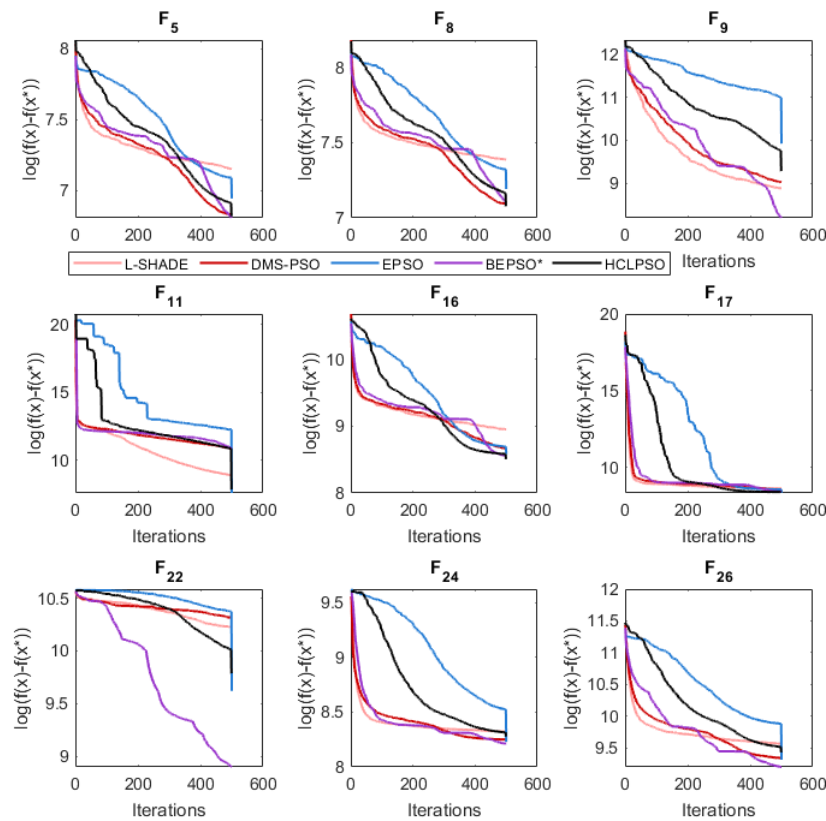 F5
F8
F9
log(f(x)-f(x*))
8
7.5
7
0 200 400 600
log(f(x)-f(x*))
8
7.5
7
0 200 400 600
log(f(x)-f(x*))
12
11
10
9
0 200 400 600
Iterations
L-SHADE DMS-PSO EPSO BEPSO* HCLPSO
F11
F16
F17
log(f(x)-f(x*))
20
15
10
0 200 400 600
Iterations
log(f(x)-f(x*))
10
9
8
0 200 400 600
Iterations
log(f(x)-f(x*))
20
15
10
0 200 400 600
Iterations
F22
F24
F26
log(f(x)-f(x*))
10.5
10
9.5
9
0 200 400 600
Iterations
log(f(x)-f(x*))
9.5
9
8.5
8
0 200 400 600
Iterations
log(f(x)-f(x*))
12
11.5
11
10.5
10
9.5
0 200 400 600
Iterations